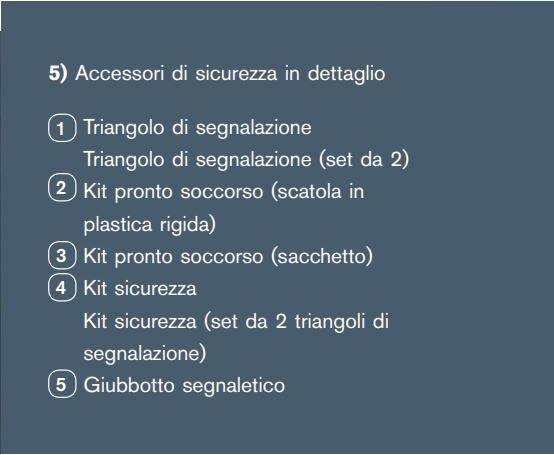 5) Accessori di sicurezza in dettaglio
1 Triangolo di segnalazione
Triangolo di segnalazione (set da 2)
2 Kit pronto soccorso (scatola in
plastica rigida)
3 Kit pronto soccorso (sacchetto)
4 Kit sicurezza
Kit sicurezza (set da 2 triangoli di
segnalazione)
5 Giubbotto segnaletico